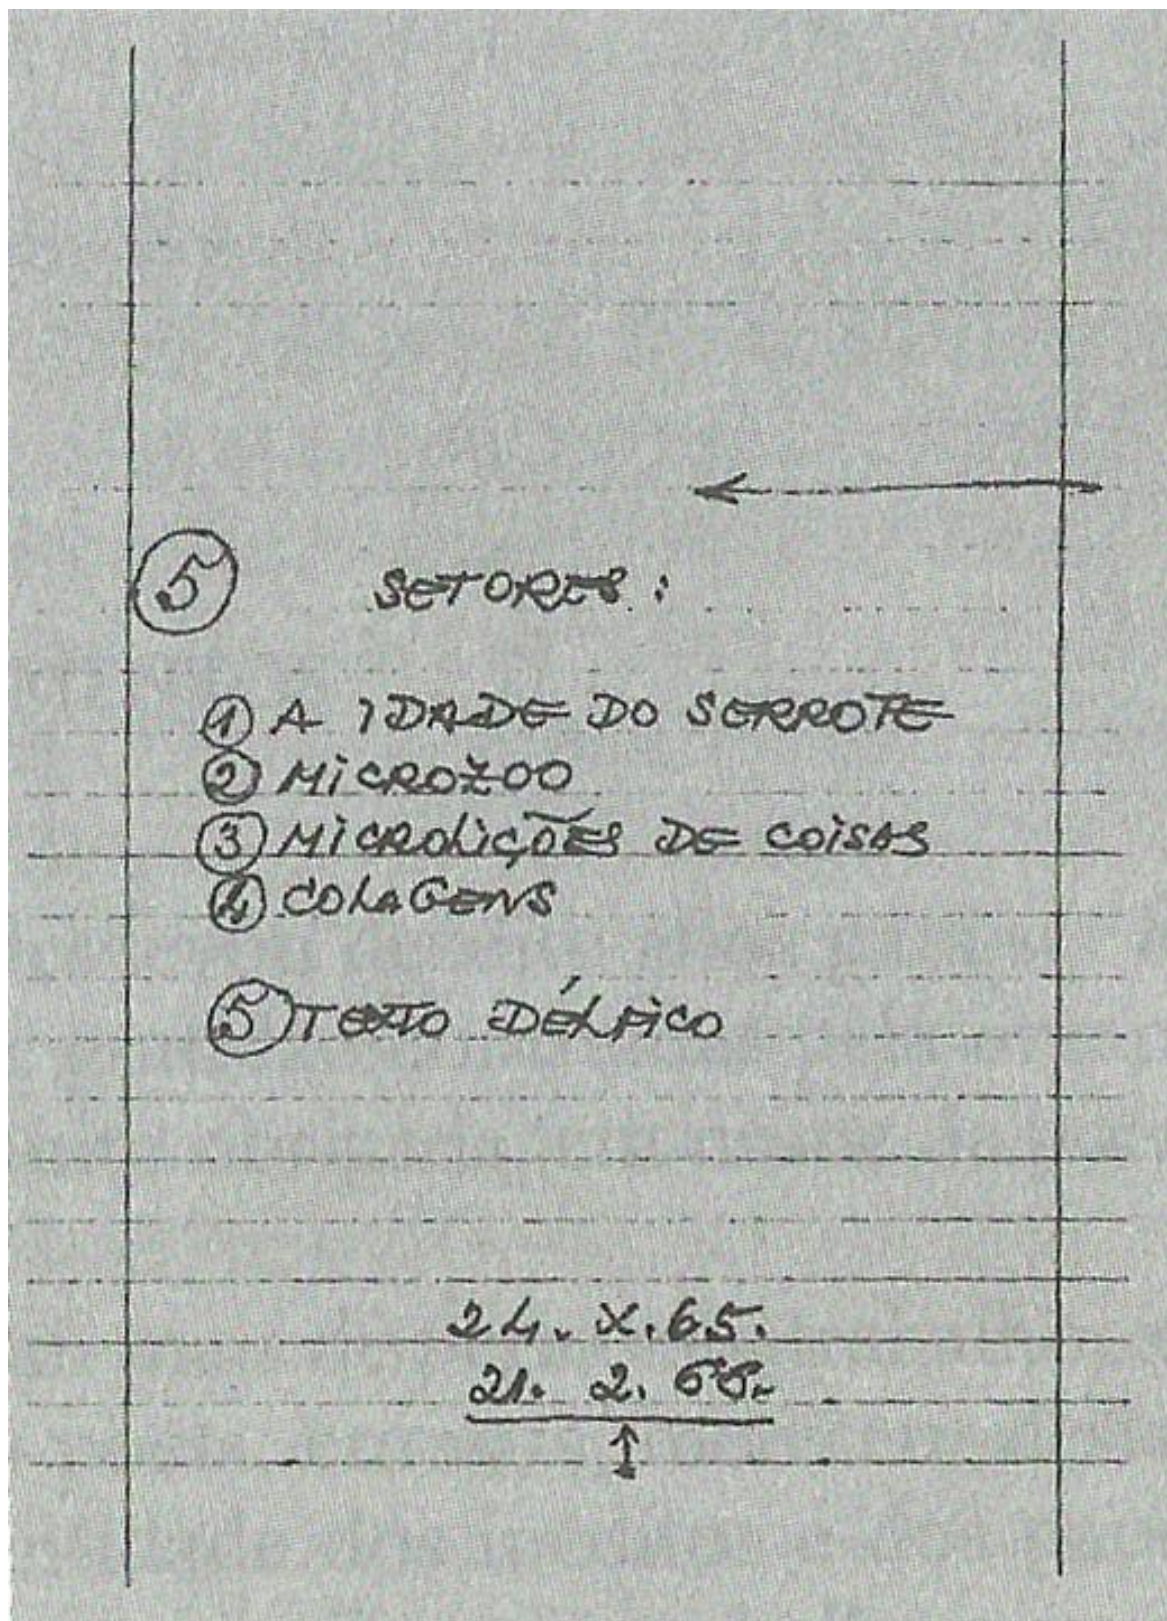 ⑤ SETORES:
① A IDADE DO SERROTE
② MICROZOO
③ MICROLIÇÕES DE COISAS
④ COLAGENS
⑤ TEXTO DÉLFICO
24. X. 65.
21. 2. 66.